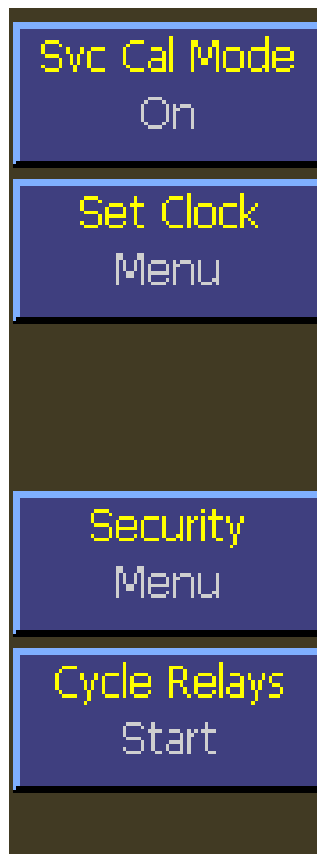 Svc Cal Mode
On
Set Clock
Menu
Security
Menu
Cycle Relays
Start